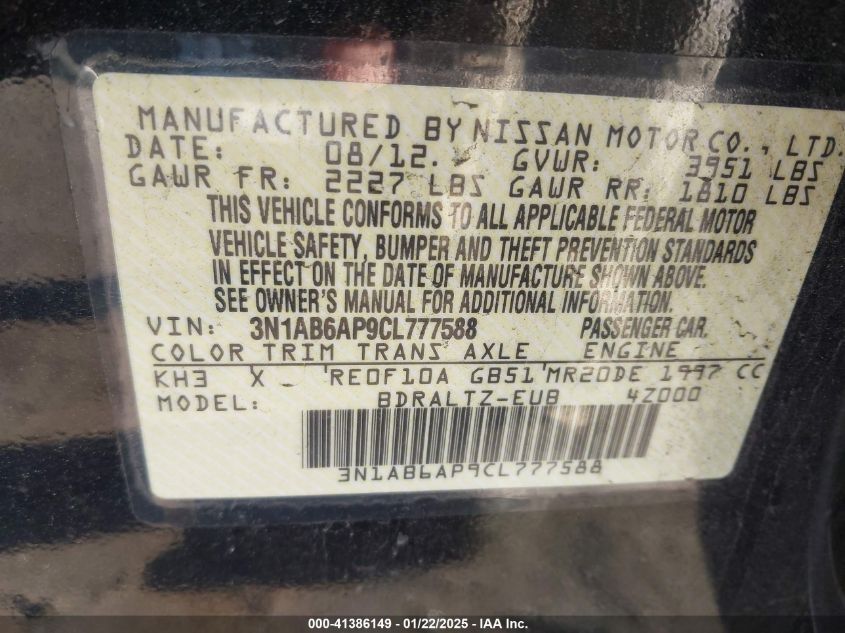 MANUFACTURED BY NISSAN MOTOR CO., LTD.
DATE: 08/12. GVWR: 3951 LBS
GAWR FR: 2227 LBS GAWR RR: 1810 LBS
THIS VEHICLE CONFORMS TO ALL APPLICABLE FEDERAL MOTOR
VEHICLE SAFETY, BUMPER AND THEFT PREVENTION STANDARDS
IN EFFECT ON THE DATE OF MANUFACTURE SHOWN ABOVE.
SEE OWNER'S MANUAL FOR ADDITIONAL INFORMATION.
VIN: 3N1AB6AP9CL777588 PASSENGER CAR.
COLOR TRIM TRANS AXLE ENGINE
KH3 X RE0F10A GB51 MR20DE 1997 CC
MODEL: BDRALTZ-EUB 4Z000
3N1AB6AP9CL777588
000-41386149 - 01/22/2025 - IAA Inc.